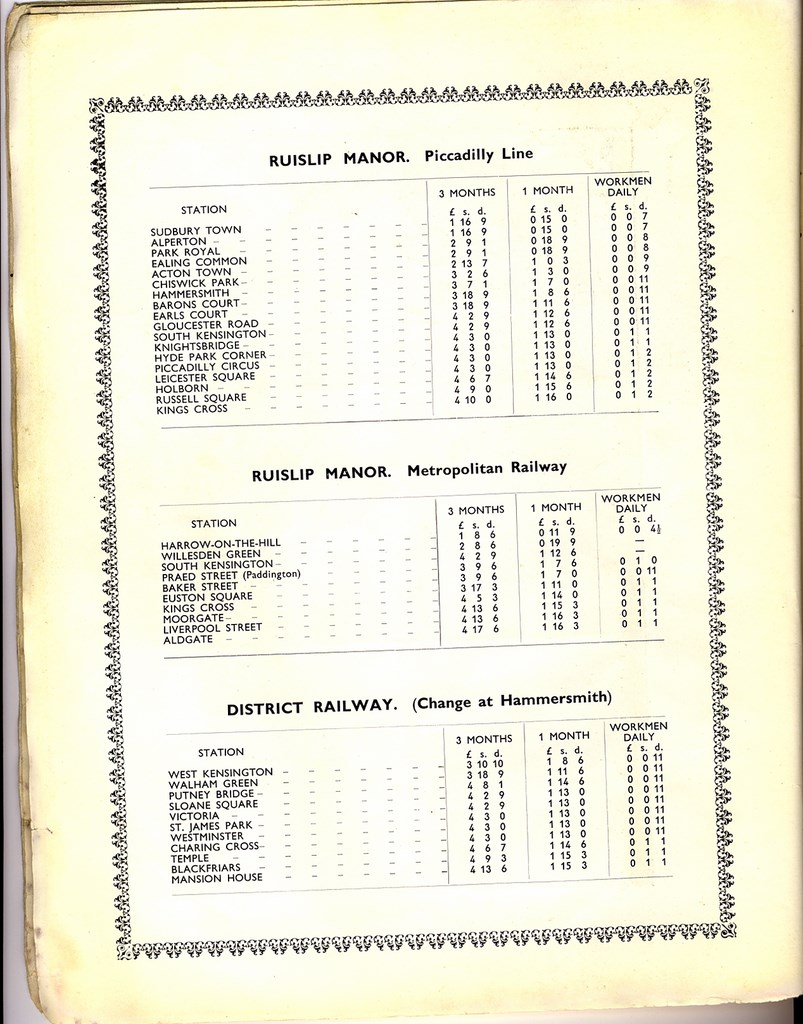 RUISLIP MANOR. Piccadilly Line
STATION 3 MONTHS 1 MONTH WORKMEN DAILY
£ s. d. £ s. d. £ s. d.
SUDBURY TOWN 1 16 9 0 15 0 0 0 7
ALPERTON 1 16 9 0 15 0 0 0 7
PARK ROYAL 2 9 1 0 18 9 0 0 8
EALING COMMON 2 9 1 0 18 9 0 0 8
ACTON TOWN 2 13 7 1 0 3 0 0 9
CHISWICK PARK 3 2 6 1 3 0 0 0 9
HAMMERSMITH 3 7 1 1 7 0 0 0 11
BARONS COURT 3 18 9 1 8 6 0 0 11
EARLS COURT 3 18 9 1 11 6 0 0 11
GLOUCESTER ROAD 4 2 9 1 12 6 0 0 11
SOUTH KENSINGTON 4 2 9 1 12 6 0 0 11
KNIGHTSBRIDGE 4 3 0 1 13 0 0 1 1
HYDE PARK CORNER 4 3 0 1 13 0 0 1 1
PICCADILLY CIRCUS 4 3 0 1 13 0 0 1 2
LEICESTER SQUARE 4 3 0 1 13 0 0 1 2
HOLBORN 4 6 7 1 14 6 0 1 2
RUSSELL SQUARE 4 9 0 1 15 6 0 1 2
KINGS CROSS 4 10 0 1 16 0 0 1 2
RUISLIP MANOR. Metropolitan Railway
STATION 3 MONTHS 1 MONTH WORKMEN DAILY
£ s. d. £ s. d. £ s. d.
HARROW-ON-THE-HILL 1 8 6 0 11 9 0 0 4½
WILLESDEN GREEN 2 8 6 0 19 9 —
SOUTH KENSINGTON 4 2 9 1 12 6 —
PRAED STREET (Paddington) 3 9 6 1 7 6 0 1 0
BAKER STREET 3 9 6 1 7 0 0 0 11
EUSTON SQUARE 3 17 3 1 11 0 0 1 1
KINGS CROSS 4 5 3 1 14 0 0 1 1
MOORGATE 4 13 6 1 15 3 0 1 1
LIVERPOOL STREET 4 13 6 1 16 3 0 1 1
ALDGATE 4 17 6 1 16 3 0 1 1
DISTRICT RAILWAY. (Change at Hammersmith)
STATION 3 MONTHS 1 MONTH WORKMEN DAILY
£ s. d. £ s. d. £ s. d.
WEST KENSINGTON 3 10 10 1 8 6 0 0 11
WALHAM GREEN 3 18 9 1 11 6 0 0 11
PUTNEY BRIDGE 4 8 1 1 14 6 0 0 11
SLOANE SQUARE 4 2 9 1 13 0 0 0 11
VICTORIA 4 2 9 1 13 0 0 0 11
ST. JAMES PARK 4 3 0 1 13 0 0 0 11
WESTMINSTER 4 3 0 1 13 0 0 0 11
CHARING CROSS 4 3 0 1 13 0 0 0 11
TEMPLE 4 6 7 1 14 6 0 1 1
BLACKFRIARS 4 9 3 1 15 3 0 1 1
MANSION HOUSE 4 13 6 1 15 3 0 1 1